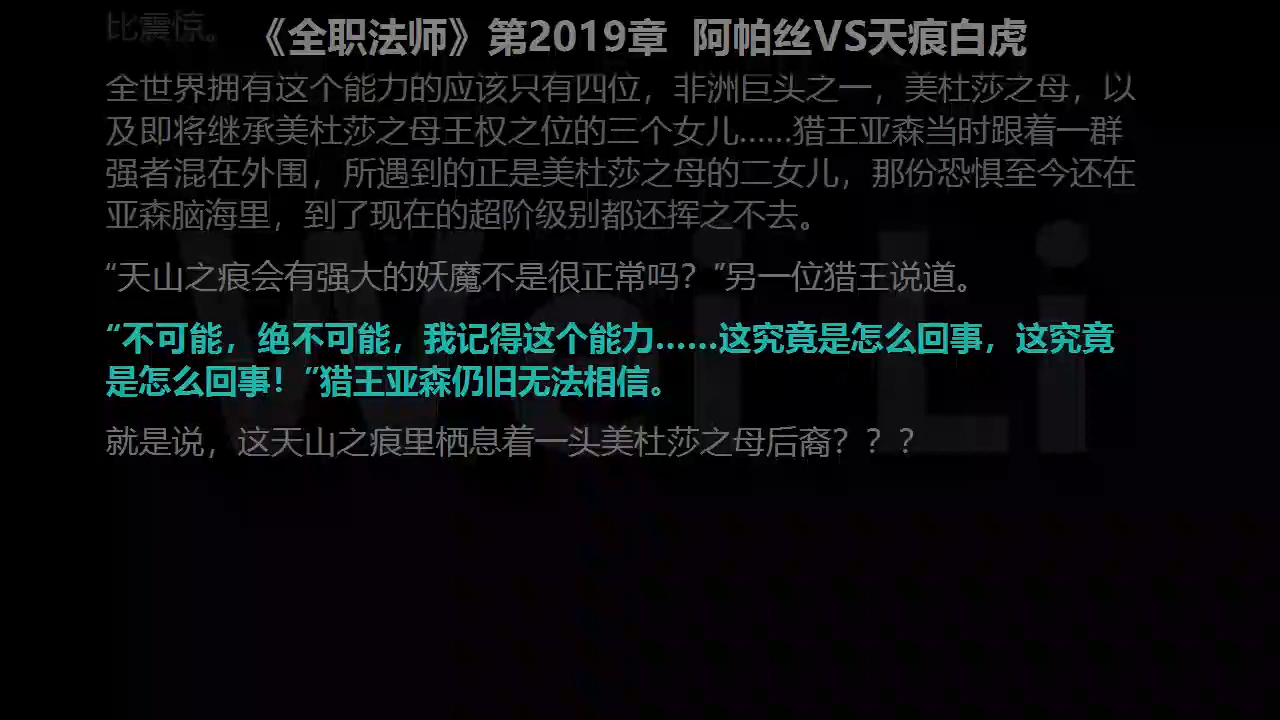 比震惊。
《全职法师》第2019章 阿帕丝VS天痕白虎
全世界拥有这个能力的应该只有四位，非洲巨头之一，美杜莎之母，以
及即将继承美杜莎之母王权之位的三个女儿……猎王亚森当时跟着一群
强者混在外围，所遇到的正是美杜莎之母的二女儿，那份恐惧至今还在
亚森脑海里，到了现在的超阶级别都还挥之不去。
“天山之痕会有强大的妖魔不是很正常吗？”另一位猎王说道。
“不可能，绝不可能，我记得这个能力……这究竟是怎么回事，这究竟
是怎么回事！”猎王亚森仍旧无法相信。
就是说，这天山之痕里栖息着一头美杜莎之母后裔？？？
Wei Li